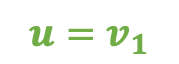 u = v₁